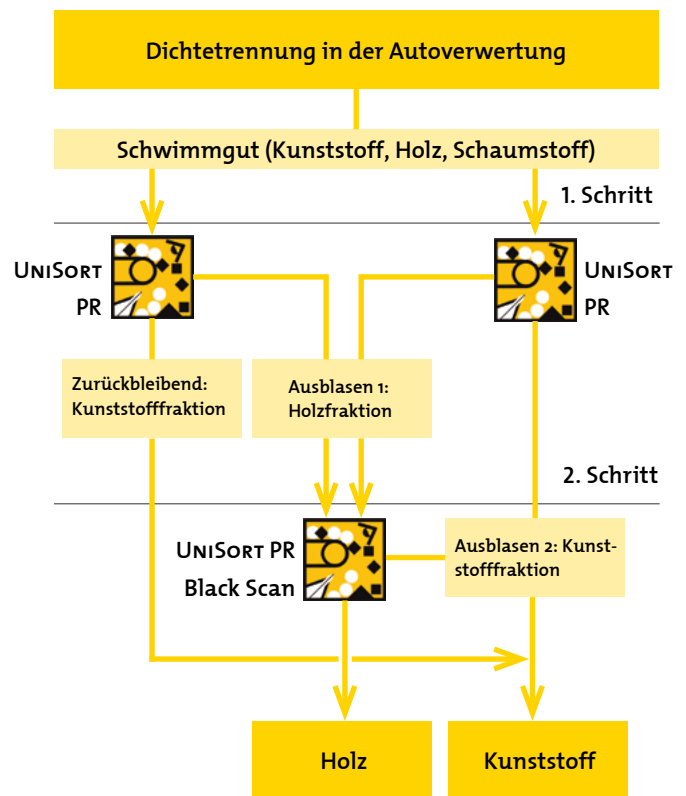 Dichtetrennung in der Autoverwertung
Schwimmgut (Kunststoff, Holz, Schaumstoff)
1. Schritt
UniSort
PR
UniSort
PR
Zurückbleibend:
Kunststofffraktion
Ausblasen 1:
Holzfraktion
2. Schritt
UniSort PR
Black Scan
Ausblasen 2: Kunst-
stofffraktion
Holz
Kunststoff